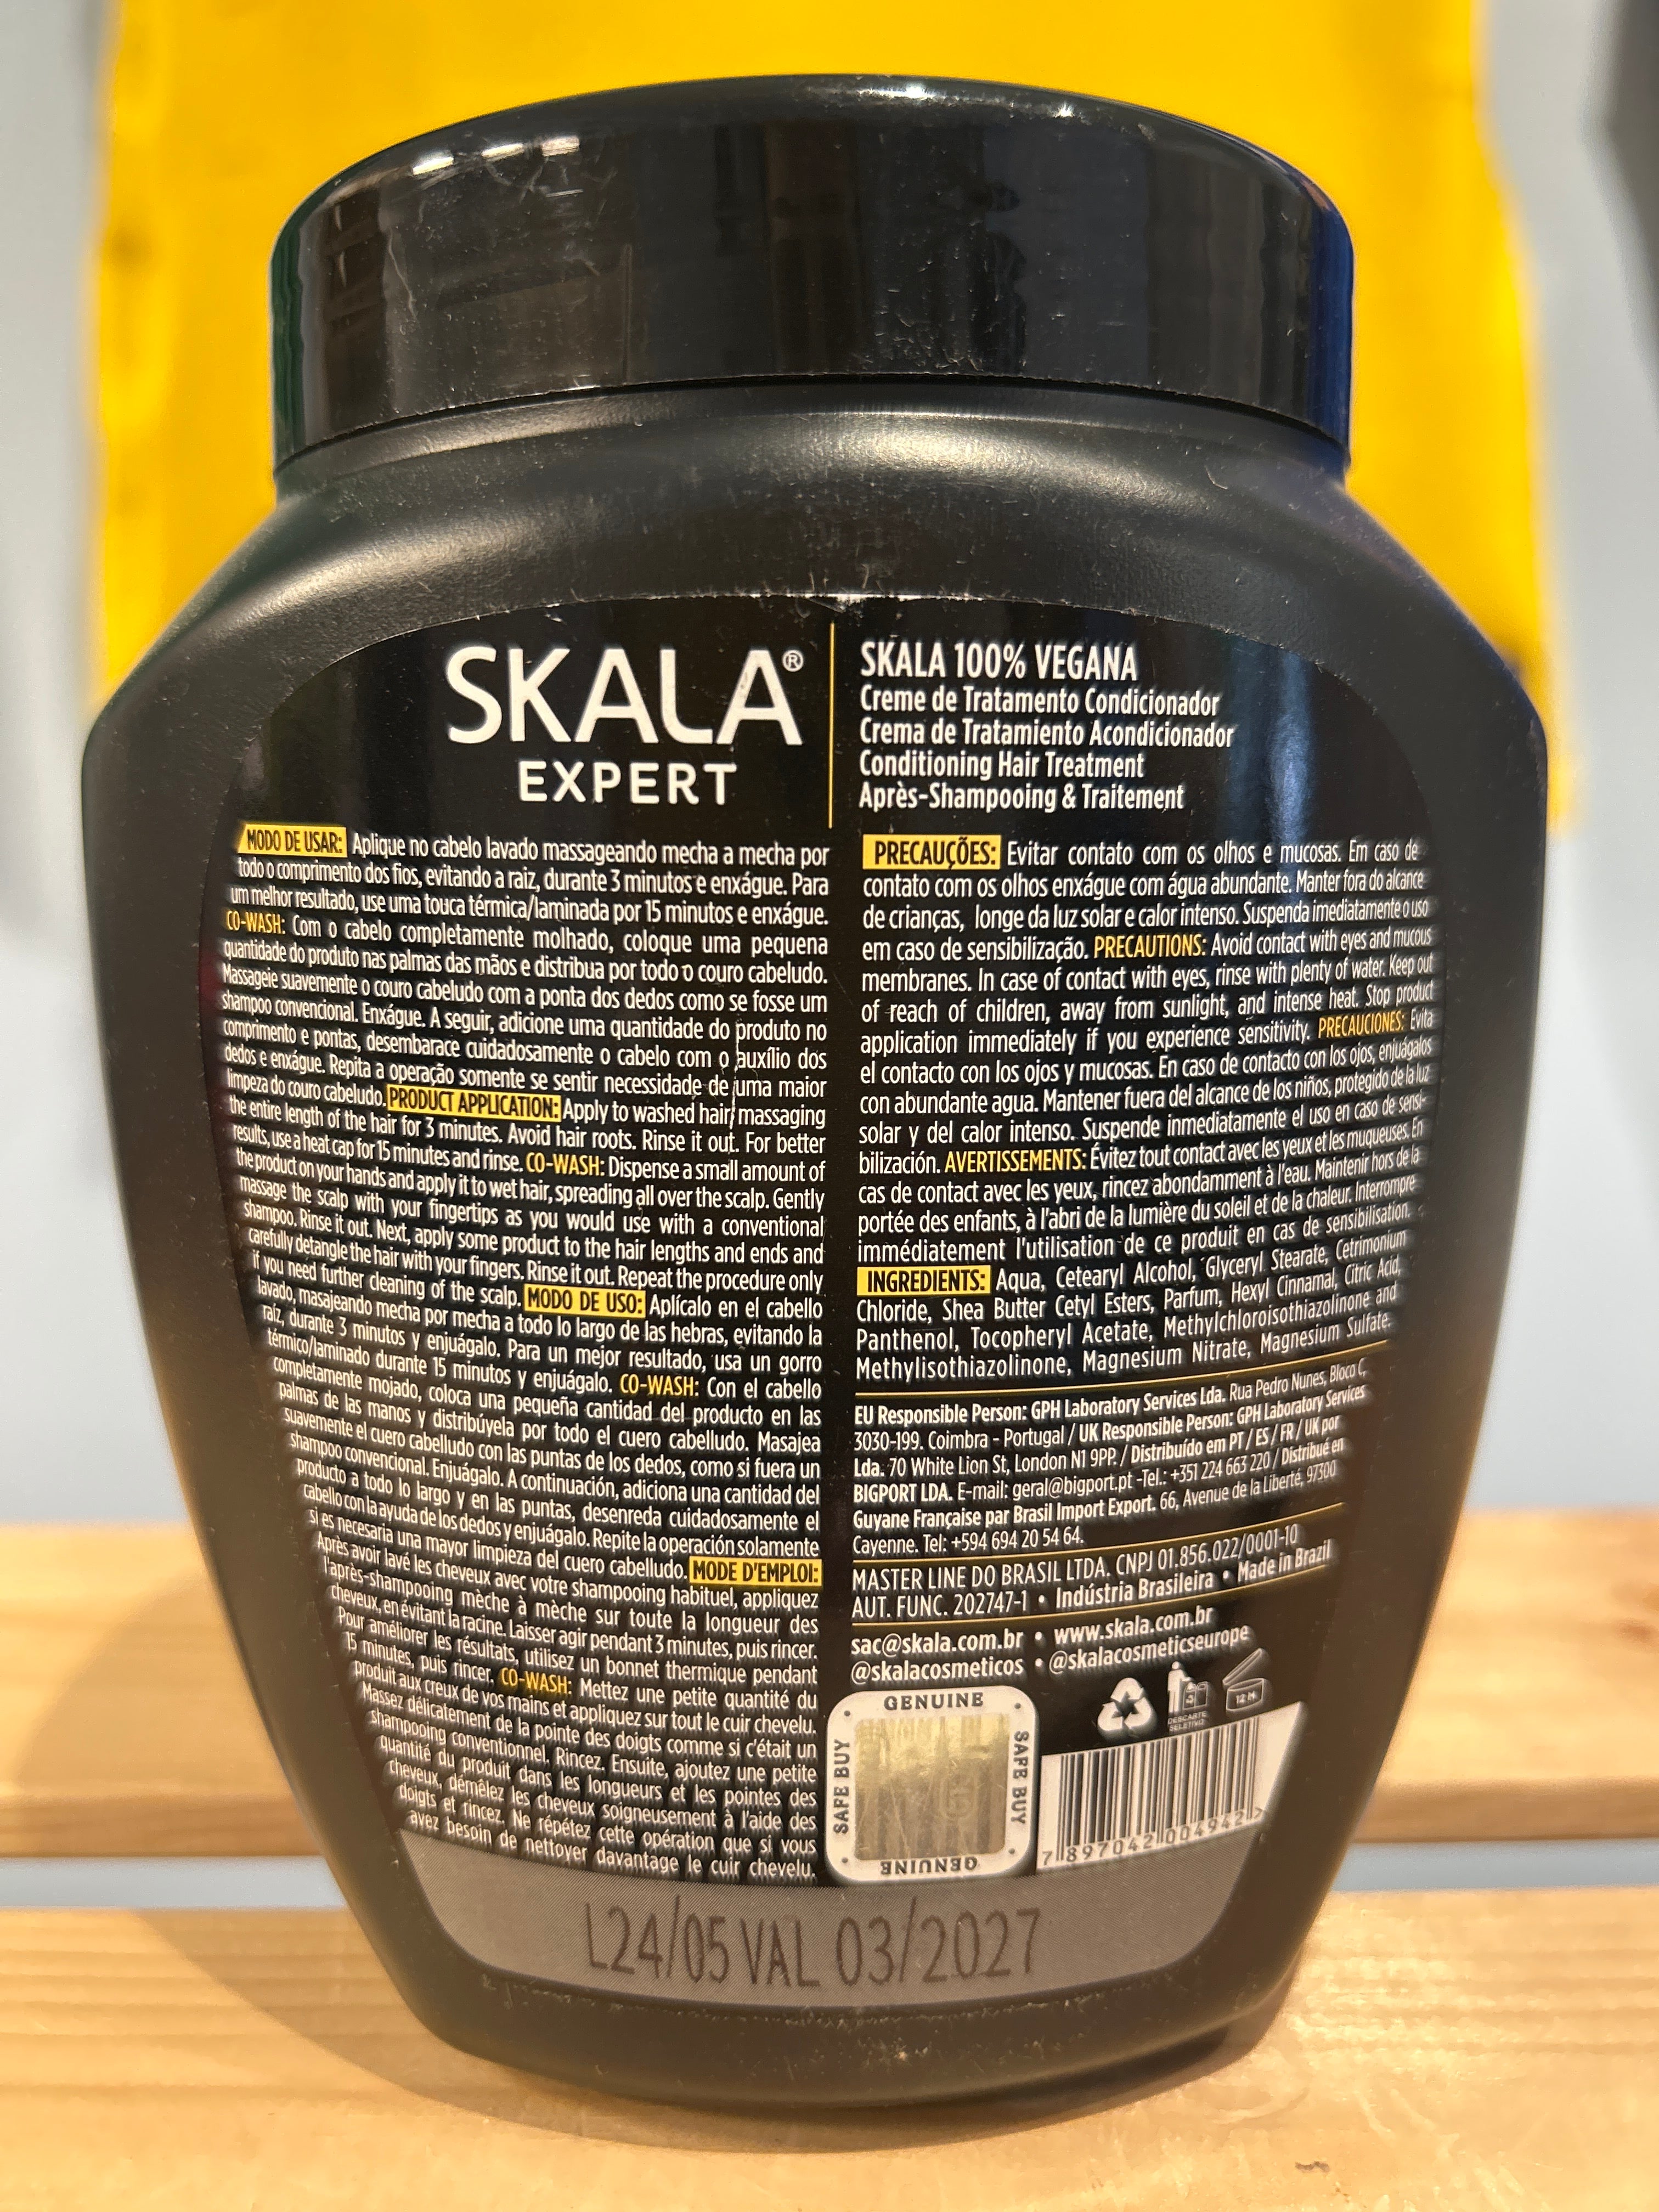 SKALA®
EXPERT
SKALA 100% VEGANA
Creme de Tratamento Condicionador
Crema de Tratamiento Acondicionador
Conditioning Hair Treatment
Après-Shampooing & Traitement
MODO DE USAR: Aplique no cabelo lavado massageando mecha a mecha por
todo o comprimento dos fios, evitando a raiz, durante 3 minutos e enxágue. Para
um melhor resultado, use uma touca térmica/laminada por 15 minutos e enxágue.
CO-WASH: Com o cabelo completamente molhado, coloque uma pequena
quantidade do produto nas palmas das mãos e distribua por todo o couro cabeludo.
Massageie suavemente o couro cabeludo com a ponta dos dedos como se fosse um
shampoo convencional. Enxágue. A seguir, adicione uma quantidade do produto no
comprimento e pontas, desembarace cuidadosamente o cabelo com o auxílio dos
dedos e enxágue. Repita a operação somente se sentir necessidade de uma maior
limpeza do couro cabeludo. PRODUCT APPLICATION: Apply to washed hair massaging
the entire length of the hair for 3 minutes. Avoid hair roots. Rinse it out. For better
results, use a heat cap for 15 minutes and rinse. CO-WASH: Dispense a small amount of
the product on your hands and apply it to wet hair, spreading all over the scalp. Gently
massage the scalp with your fingertips as you would use with a conventional
shampoo. Rinse it out. Next, apply some product to the hair lengths and ends and
carefully detangle the hair with your fingers. Rinse it out. Repeat the procedure only
if you need further cleaning of the scalp. MODO DE USO: Aplícalo en el cabello
lavado, masajeando mecha por mecha a todo lo largo de las hebras, evitando la
raiz, durante 3 minutos y enjuágalo. Para un mejor resultado, usa un gorro
térmico/laminado durante 15 minutos y enjuágalo. CO-WASH: Con el cabello
completamente mojado, coloca una pequeña cantidad del producto en las
palmas de las manos y distribúyela por todo el cuero cabelludo. Masajea
suavemente el cuero cabelludo con las puntas de los dedos, como si fuera un
shampoo convencional. Enjuágalo. A continuación, adiciona una cantidad del
producto a todo lo largo y en las puntas, desenreda cuidadosamente el
cabello con la ayuda de los dedos y enjuágalo. Repite la operación solamente
si es necesaria una mayor limpieza del cuero cabelludo. MODE D'EMPLOI:
Après avoir lavé les cheveux avec votre shampooing habituel, appliquez
l'après-shampooing mèche à mèche sur toute la longueur des
cheveux, en évitant la racine. Laisser agir pendant 3 minutes, puis rincer.
Pour améliorer les résultats, utilisez un bonnet thermique pendant
15 minutes, puis rincer. CO-WASH: Mettez une petite quantité du
produit aux creux de vos mains et appliquez sur tout le cuir chevelu.
Massez délicatement de la pointe des doigts comme si c'était un
shampooing conventionnel. Rincez. Ensuite, ajoutez une petite
quantité du produit dans les longueurs et les pointes des
cheveux, démêlez les cheveux soigneusement à l'aide des
doigts et rincez. Ne répétez cette opération que si vous
avez besoin de nettoyer davantage le cuir chevelu.
PRECAUÇÕES: Evitar contato com os olhos e mucosas. Em caso de
contato com os olhos enxágue com água abundante. Manter fora do alcance
de crianças, longe da luz solar e calor intenso. Suspenda imediatamente o uso
em caso de sensibilização. PRECAUTIONS: Avoid contact with eyes and mucous
membranes. In case of contact with eyes, rinse with plenty of water. Keep out
of reach of children, away from sunlight, and intense heat. Stop product
application immediately if you experience sensitivity. PRECAUCIONES: Evita
el contacto con los ojos y mucosas. En caso de contacto con los ojos, enjuágalos
con abundante agua. Mantener fuera del alcance de los niños, protegido de la luz
solar y del calor intenso. Suspende inmediatamente el uso en caso de sensi-
bilización. AVERTISSEMENTS: Évitez tout contact avec les yeux et les muqueuses. En
cas de contact avec les yeux, rincez abondamment à l'eau. Maintenir hors de la
portée des enfants, à l'abri de la lumière du soleil et de la chaleur. Interrompre
immédiatement l'utilisation de ce produit en cas de sensibilisation.
INGREDIENTS: Aqua, Cetearyl Alcohol, Glyceryl Stearate, Cetrimonium
Chloride, Shea Butter Cetyl Esters, Parfum, Hexyl Cinnamal, Citric Acid,
Panthenol, Tocopheryl Acetate, Methylchloroisothiazolinone and
Methylisothiazolinone, Magnesium Nitrate, Magnesium Sulfate.
EU Responsible Person: GPH Laboratory Services Lda. Rua Pedro Nunes, Bloco C,
3030-199. Coimbra - Portugal / UK Responsible Person: GPH Laboratory Services
Lda. 70 White Lion St, London N1 9PP. / Distribuído em PT / ES / FR / UK por
BIGPORT LDA. E-mail: geral@bigport.pt -Tel.: +351 224 663 220 / Distribué en
Guyane Française par Brasil Import Export. 66, Avenue de la Liberté, 97300
Cayenne. Tel: +594 694 20 54 64.
MASTER LINE DO BRASIL LTDA. CNPJ 01.856.022/0001-10
AUT. FUNC. 202747-1 • Indústria Brasileira • Made in Brazil
sac@skala.com.br • www.skala.com.br
@skalacosmeticos • @skalacosmeticseurope
DESCARTE
SELETIVO
12 M
GENUINE
SAFE BUY
SAFE BUY
GENUINE
7 897042 004942 >
L24/05 VAL 03/2027